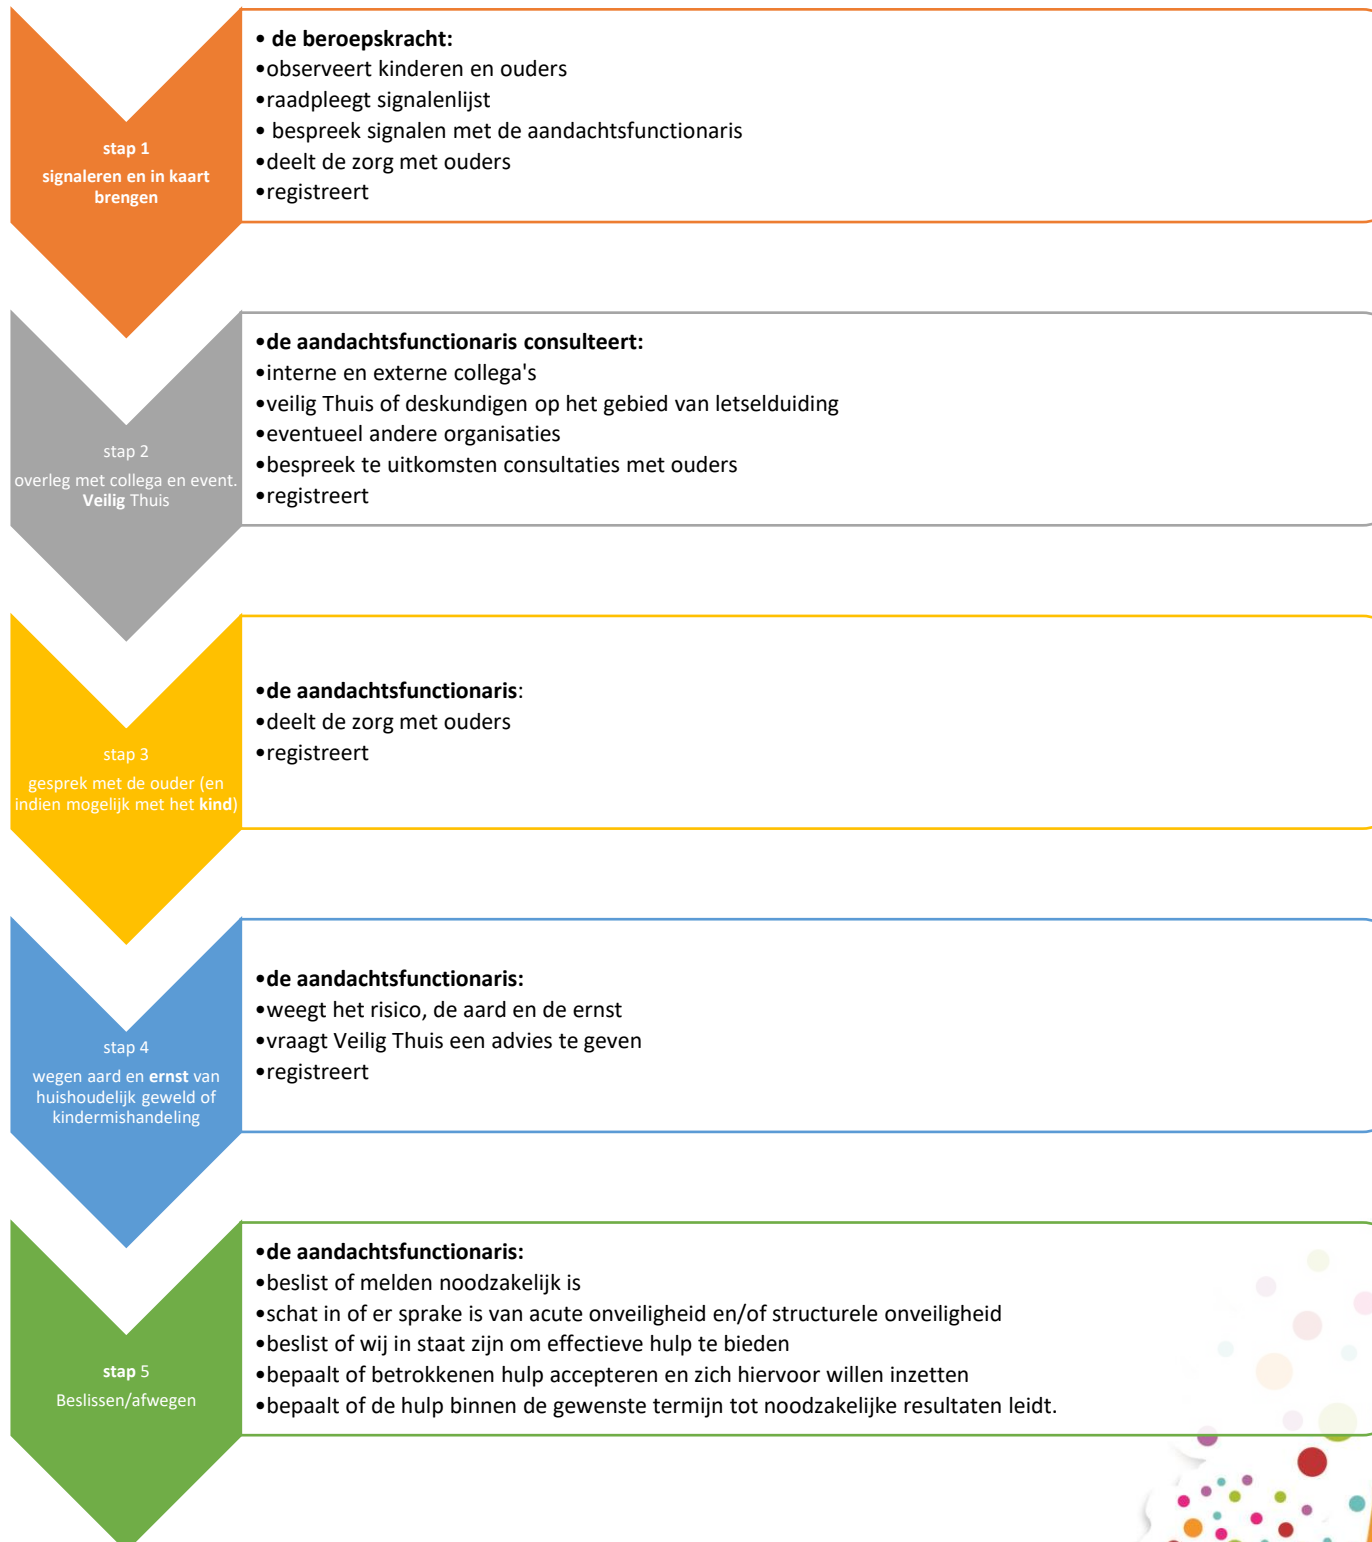 stap 1
signaleren en in kaart
brengen
• de beroepskracht:
•observeert kinderen en ouders
•raadpleegt signalenlijst
• bespreek signalen met de aandachtsfunctionaris
•deelt de zorg met ouders
•registreert
stap 2
overleg met collega en event.
Veilig Thuis
•de aandachtsfunctionaris consulteert:
•interne en externe collega's
•veilig Thuis of deskundigen op het gebied van letselduiding
•eventueel andere organisaties
•bespreek te uitkomsten consultaties met ouders
•registreert
stap 3
gesprek met de ouder (en
indien mogelijk met het kind)
•de aandachtsfunctionaris:
•deelt de zorg met ouders
•registreert
stap 4
wegen aard en ernst van
huishoudelijk geweld of
kindermishandeling
•de aandachtsfunctionaris:
•weegt het risico, de aard en de ernst
•vraagt Veilig Thuis een advies te geven
•registreert
stap 5
Beslissen/afwegen
•de aandachtsfunctionaris:
•beslist of melden noodzakelijk is
•schat in of er sprake is van acute onveiligheid en/of structurele onveiligheid
•beslist of wij in staat zijn om effectieve hulp te bieden
•bepaalt of betrokkenen hulp accepteren en zich hiervoor willen inzetten
•bepaalt of de hulp binnen de gewenste termijn tot noodzakelijke resultaten leidt.